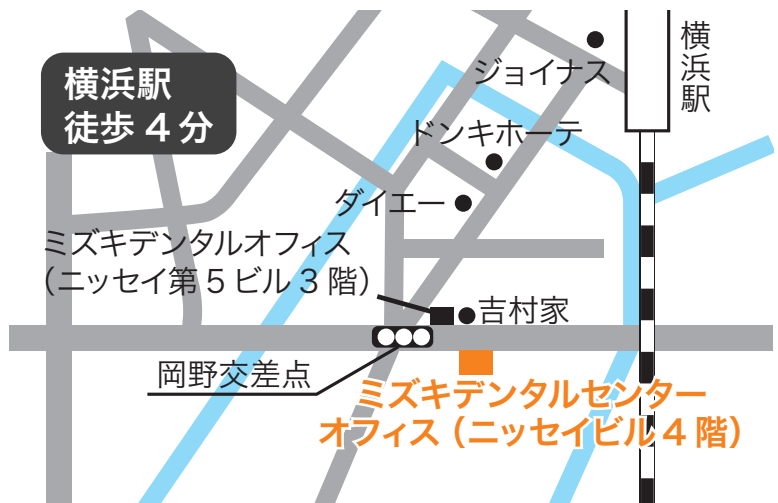 横浜駅
徒歩 4 分
横浜駅
ジョイナス
ドンキホーテ
ダイエー
ミズキデンタルオフィス
（ニッセイ第 5 ビル 3 階）
吉村家
岡野交差点
ミズキデンタルセンター
オフィス（ニッセイビル 4 階）